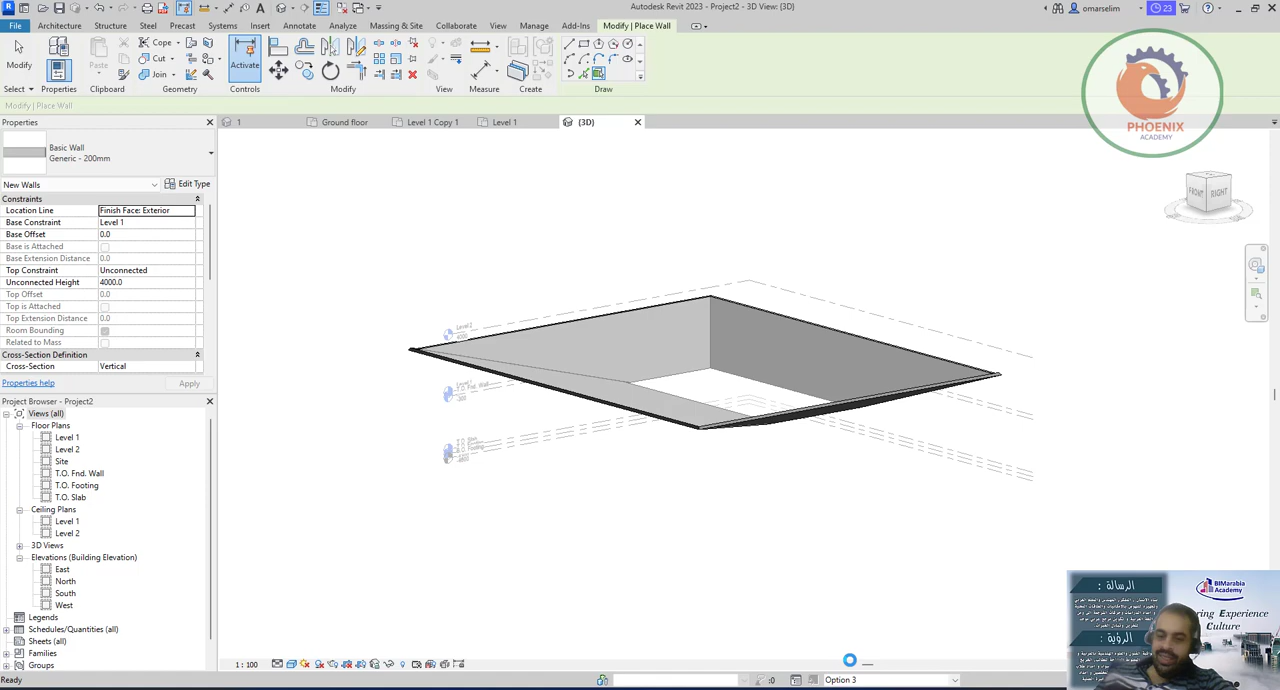 Autodesk Revit 2023 - Project2 - 3D View: {3D}
omarselim
23
File
Architecture
Structure
Steel
Precast
Systems
Insert
Annotate
Analyze
Massing & Site
Collaborate
View
Manage
Add-Ins
Modify | Place Wall
Modify
Paste
Cope
Cut
Join
Activate
Select
Properties
Clipboard
Geometry
Controls
Modify
View
Measure
Create
Draw
Modify | Place Wall
Properties
1
Ground floor
Level 1 Copy 1
Level 1
{3D}
PHOENIX
ACADEMY
Basic Wall
Generic - 200mm
New Walls
Edit Type
Constraints
Location Line Finish Face: Exterior
Base Constraint Level 1
Base Offset 0.0
Base is Attached
Base Extension Distance 0.0
Top Constraint Unconnected
Unconnected Height 4000.0
Top Offset 0.0
Top is Attached
Top Extension Distance 0.0
Room Bounding
Related to Mass
Cross-Section Definition
Cross-Section Vertical
Properties help
Apply
FRONT
RIGHT
Level 2
Project Browser - Project2
Views (all)
Floor Plans
Level 1
Level 2
Site
T.O. Fnd. Wall
T.O. Footing
T.O. Slab
Ceiling Plans
Level 1
Level 2
3D Views
Elevations (Building Elevation)
East
North
South
West
Legends
Schedules/Quantities (all)
Sheets (all)
Families
Groups
1 : 100
Ready
:0
Option 3
الرسالة :
الرؤية :
BIMarabia
Academy
ring Experience
Culture